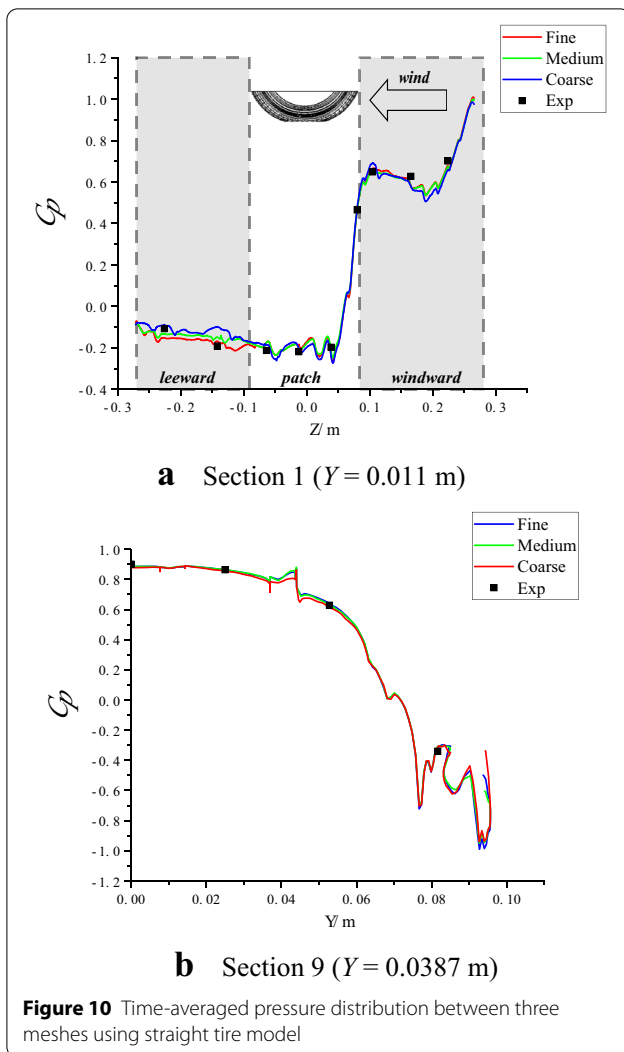 Fine
Medium
Coarse
Exp
wind
1.2
1.0
0.8
0.6
0.4
0.2
0.0
-0.2
-0.4
Cp
leeward
patch
windward
-0.3 -0.2 -0.1 0.0 0.1 0.2 0.3
Z/ m
a Section 1 (Y = 0.011 m)
Fine
Medium
Coarse
Exp
1.0
0.8
0.6
0.4
0.2
0.0
-0.2
-0.4
-0.6
-0.8
-1.0
-1.2
Cp
0.00 0.02 0.04 0.06 0.08 0.10
Y/ m
b Section 9 (Y = 0.0387 m)
Figure 10 Time-averaged pressure distribution between three
meshes using straight tire model